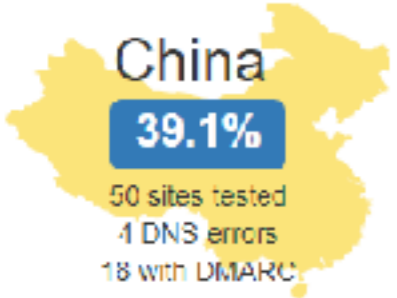 China
39.1%
50 sites tested
4 DNS errors
18 with DMARC